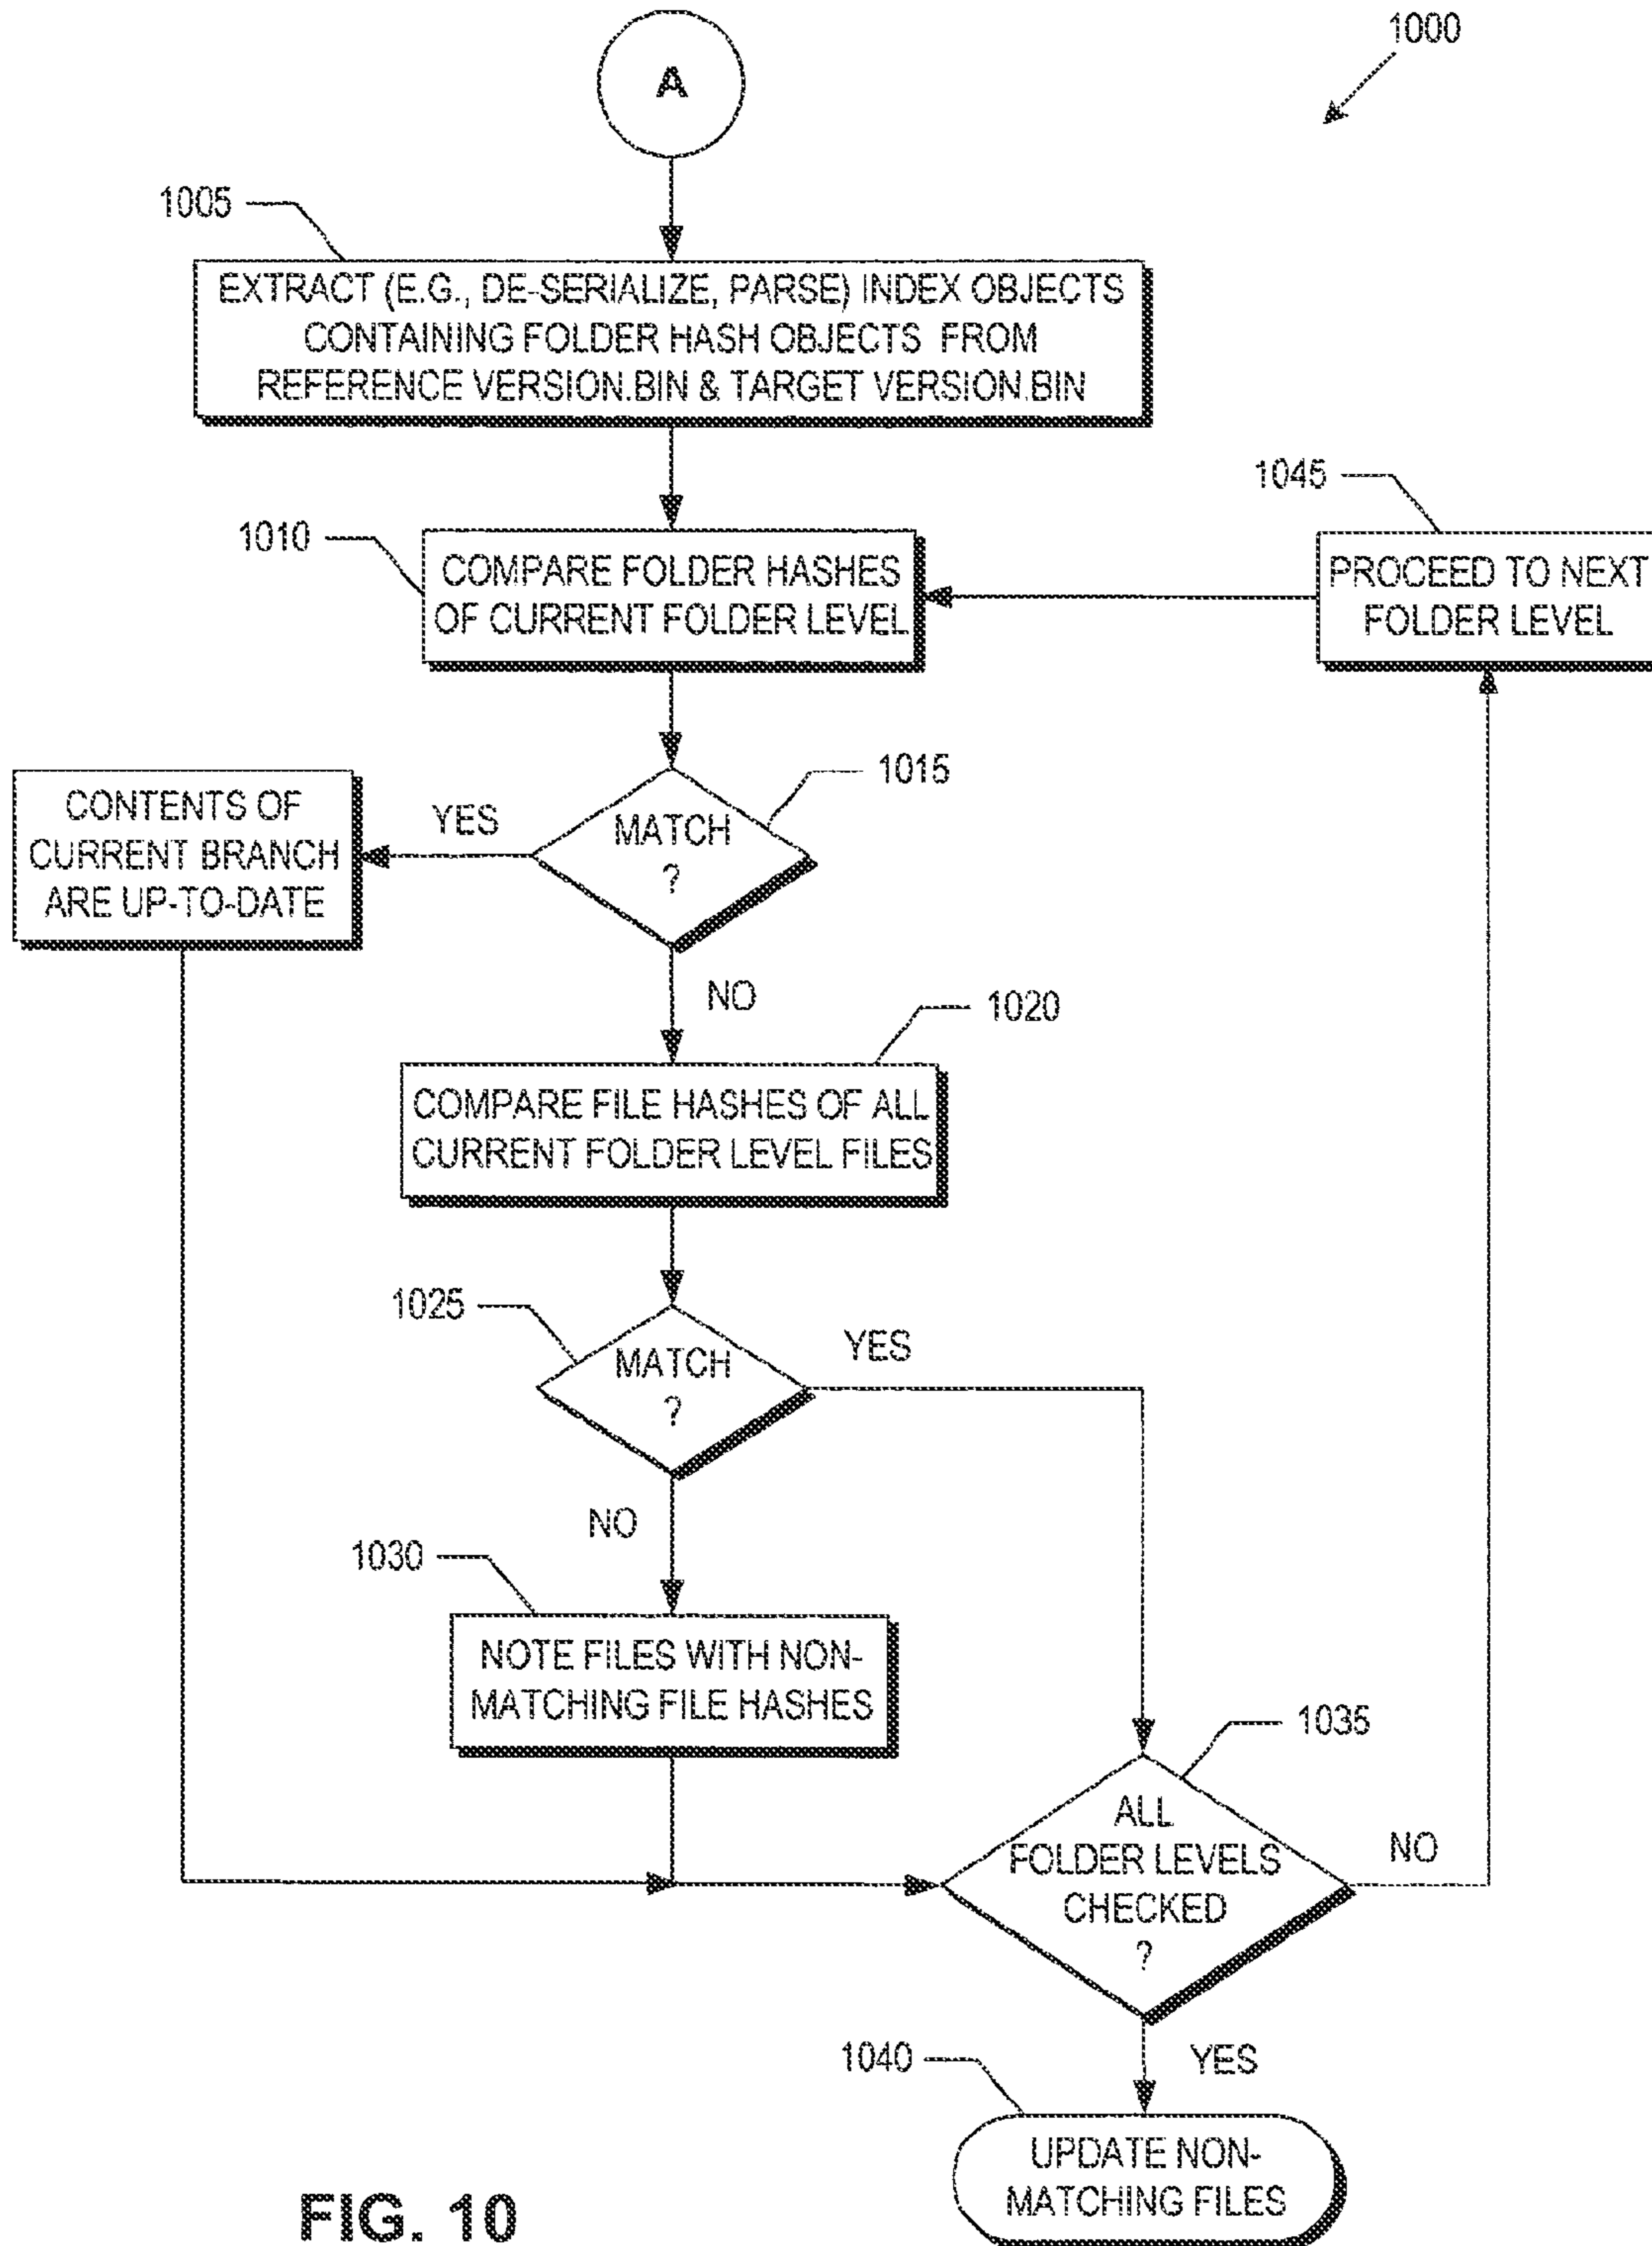 A
1000
1005
EXTRACT (E.G., DE-SERIALIZE, PARSE) INDEX OBJECTS
CONTAINING FOLDER HASH OBJECTS FROM
REFERENCE VERSION.BIN & TARGET VERSION.BIN
1010
COMPARE FOLDER HASHES
OF CURRENT FOLDER LEVEL
1045
PROCEED TO NEXT
FOLDER LEVEL
1015
MATCH
?
YES
CONTENTS OF
CURRENT BRANCH
ARE UP-TO-DATE
NO
1020
COMPARE FILE HASHES OF ALL
CURRENT FOLDER LEVEL FILES
1025
MATCH
?
YES
NO
1030
NOTE FILES WITH NON-
MATCHING FILE HASHES
1035
ALL
FOLDER LEVELS
CHECKED
?
NO
YES
1040
UPDATE NON-
MATCHING FILES
FIG. 10